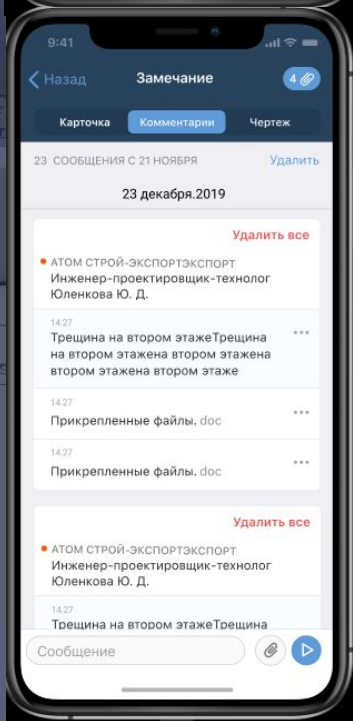 9:41
Назад
Замечание
4
Карточка
Комментарии
Чертеж
23 СООБЩЕНИЯ С 21 НОЯБРЯ
Удалить
23 декабря.2019
Удалить все
АТОМ СТРОЙ-ЭКСПОРТЭКСПОРТ
Инженер-проектировщик-технолог
Юленкова Ю. Д.
14.27
Трещина на втором этажеТрещина
на втором этажена втором этажена
втором этажена втором этаже
14.27
Прикрепленные файлы. doc
14.27
Прикрепленные файлы. doc
Удалить все
АТОМ СТРОЙ-ЭКСПОРТЭКСПОРТ
Инженер-проектировщик-технолог
Юленкова Ю. Д.
14.27
Трещина на втором этажеТрещина
Сообщение